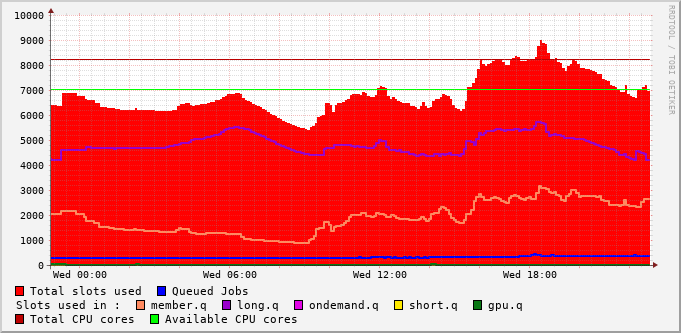 RRDTOOL / TOBI OETIKER
10000
9000
8000
7000
6000
5000
4000
3000
2000
1000
0
Wed 00:00 Wed 06:00 Wed 12:00 Wed 18:00
Total slots used Queued Jobs
Slots used in : member.q long.q ondemand.q short.q gpu.q
Total CPU cores Available CPU cores